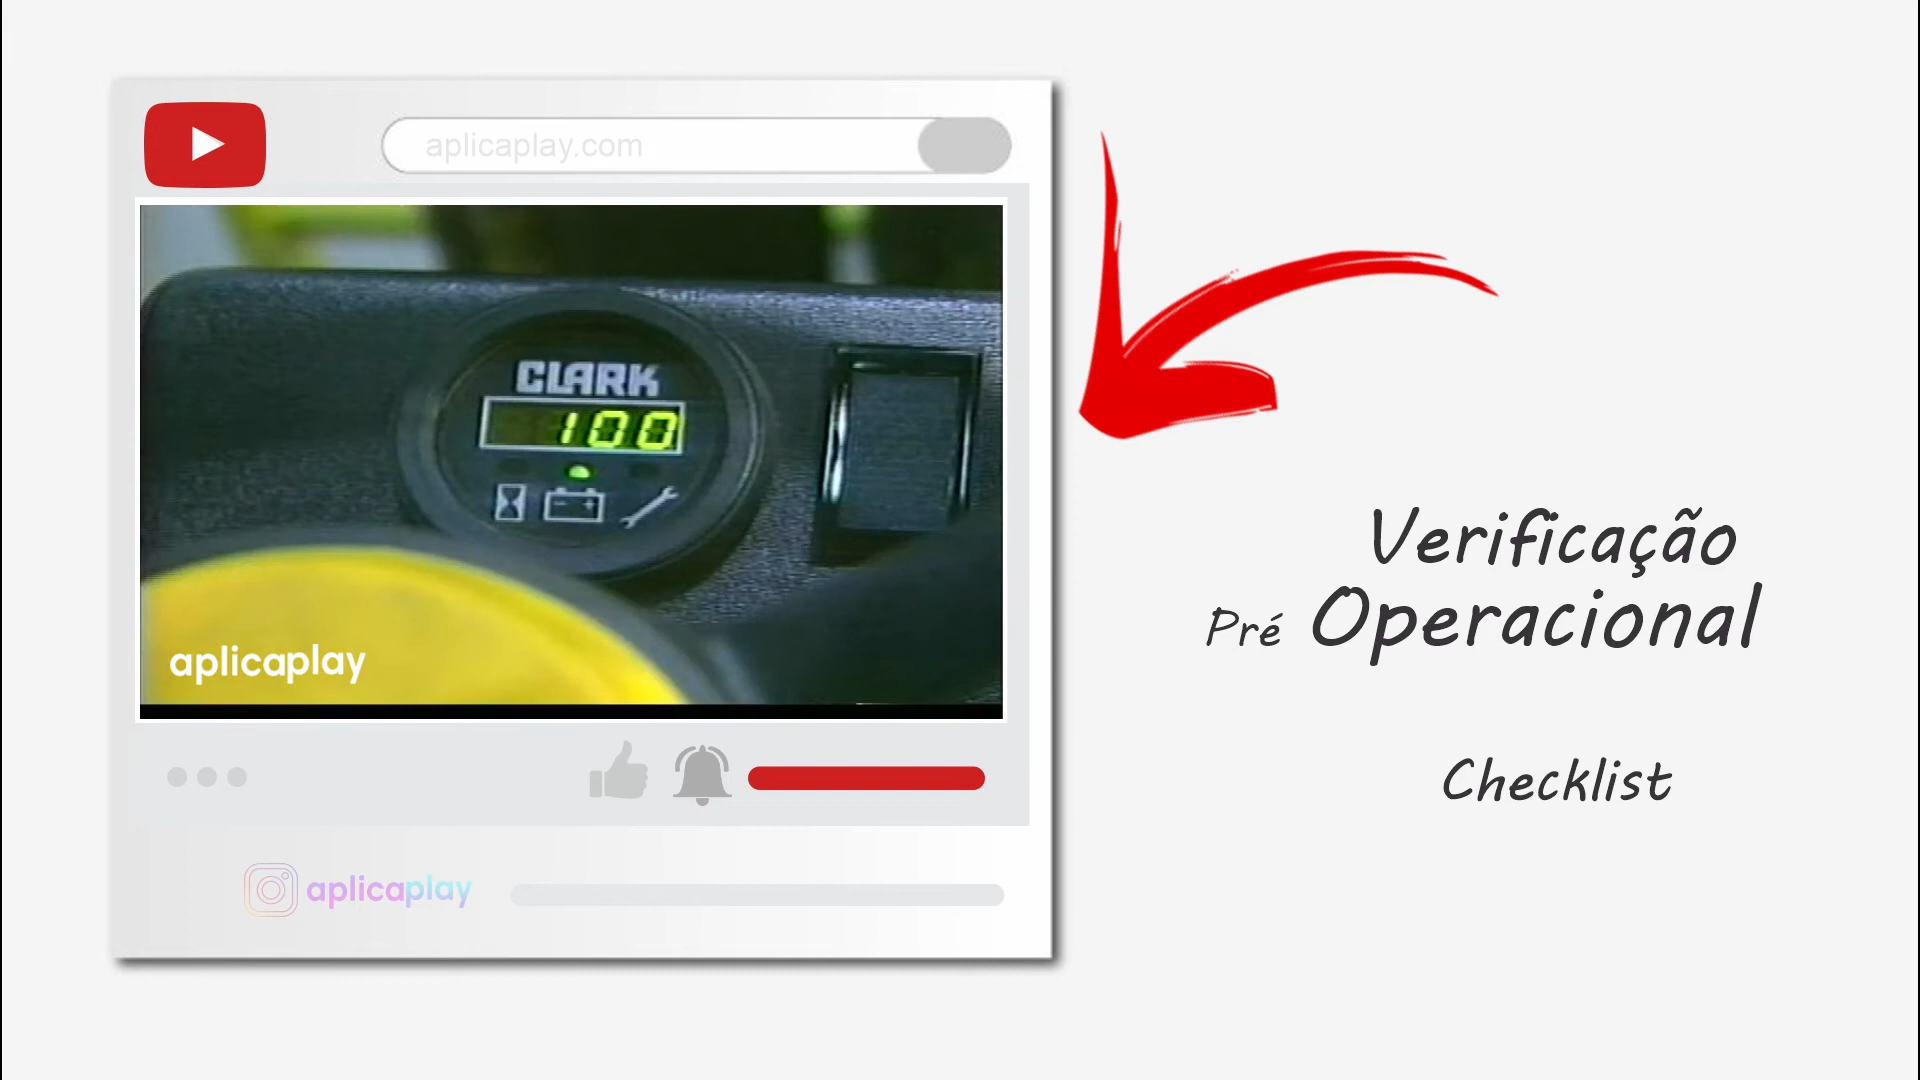 aplicaplay.com
CLARK
100
aplicaplay
aplicaplay
Verificação
Pré Operacional
Checklist